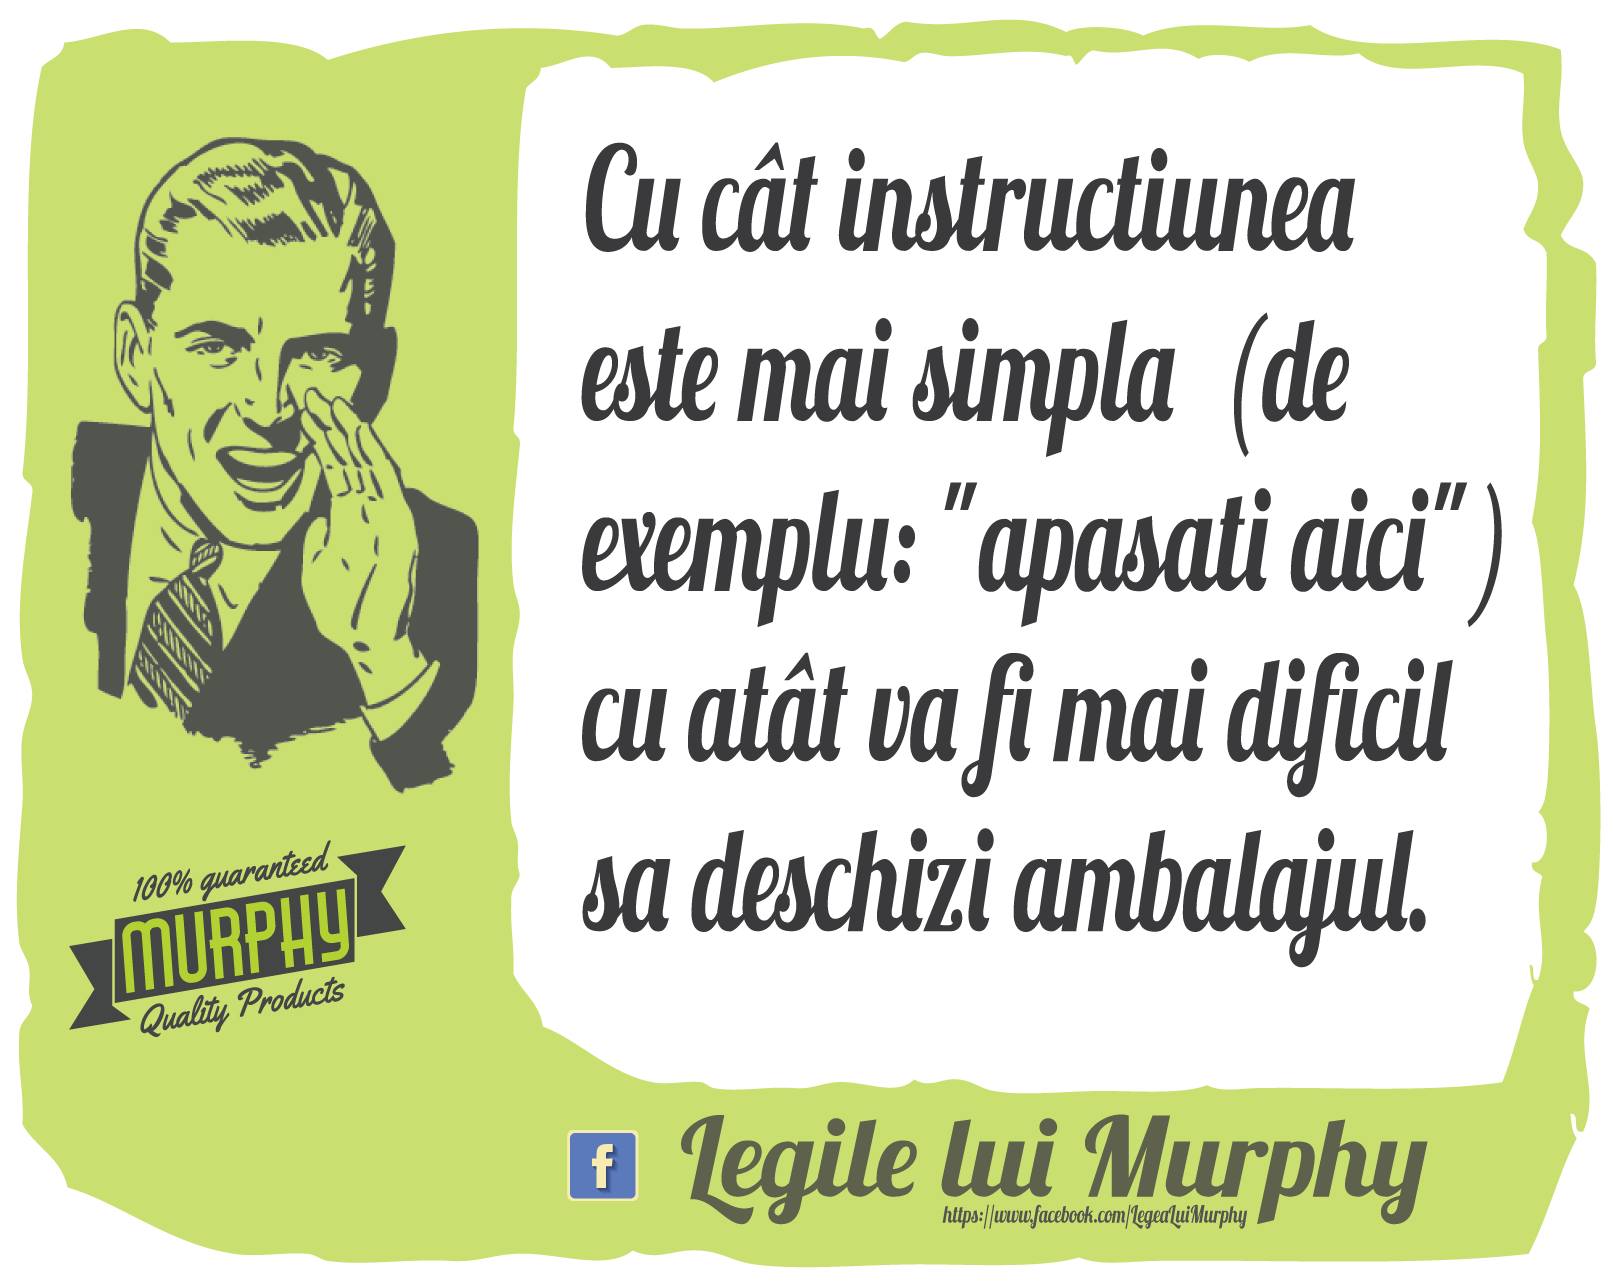 Cu cât instructiunea
este mai simpla (de
exemplu: "apasati aici")
cu atât va fi mai dificil
sa deschizi ambalajul.
100% guaranteed
MURPHY
Quality Products
f Legile lui Murphy
https://www.facebook.com/LegeaLuiMurphy